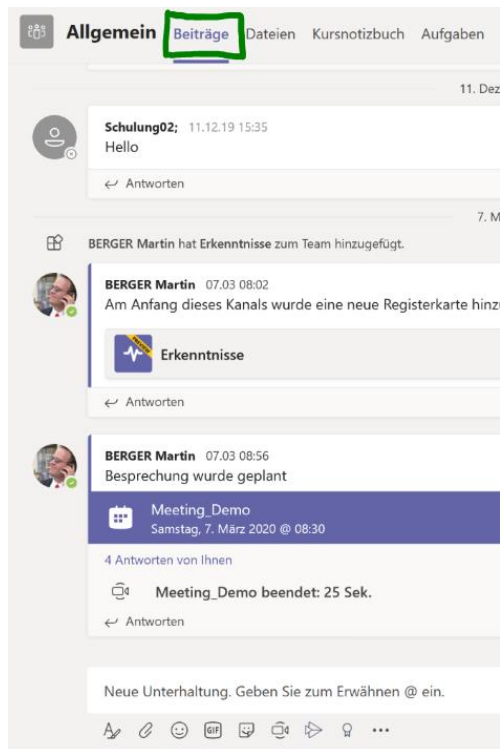 Allgemein Beiträge Dateien Kursnotizbuch Aufgaben
11. Dez
Schulung02; 11.12.19 15:35
Hello
Antworten
7. M
BERGER Martin hat Erkenntnisse zum Team hinzugefügt.
BERGER Martin 07.03 08:02
Am Anfang dieses Kanals wurde eine neue Registerkarte hinz
PREVIEW
Erkenntnisse
Antworten
BERGER Martin 07.03 08:56
Besprechung wurde geplant
Meeting_Demo
Samstag, 7. März 2020 @ 08:30
4 Antworten von Ihnen
Meeting_Demo beendet: 25 Sek.
Antworten
Neue Unterhaltung. Geben Sie zum Erwähnen @ ein.
GIF